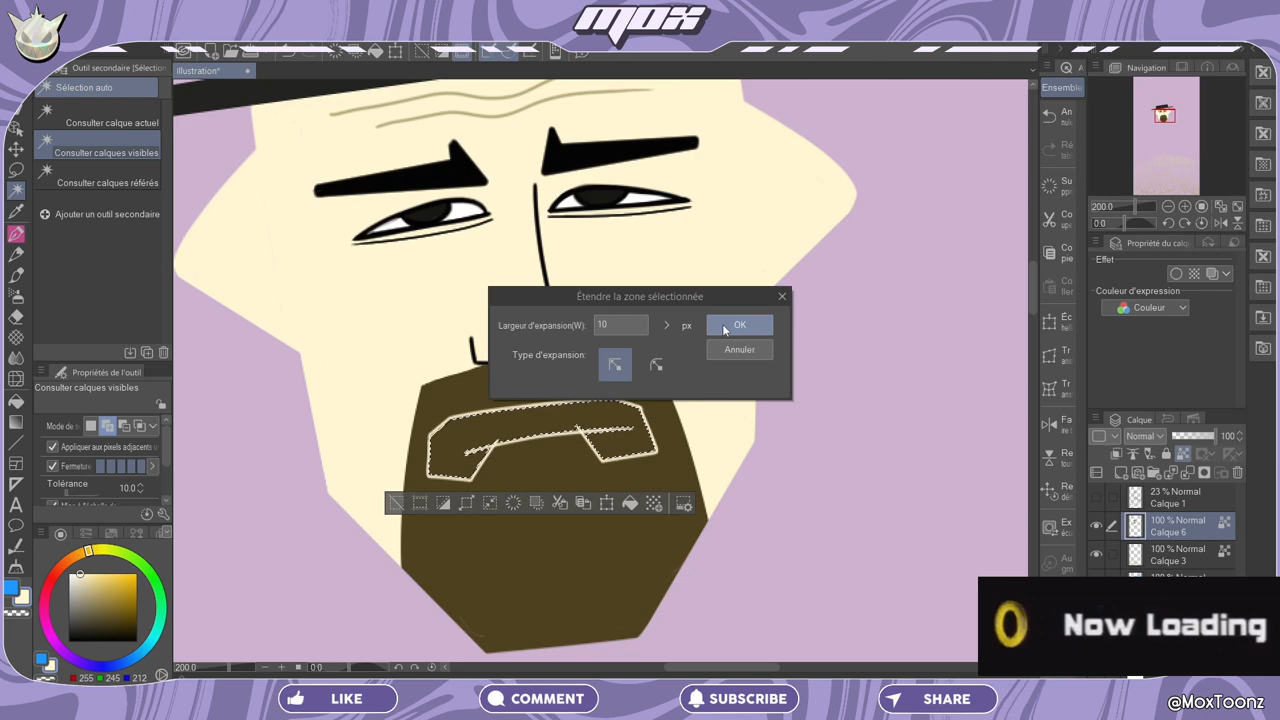 MOX
Outil secondaire [Sélection
Illustration*
Navigation
Sélection auto
Consulter calque actuel
Consulter calques visibles
Consulter calques référés
Ajouter un outil secondaire
Ensemble
200.0
0.0
Propriété du calq
Effet
Couleur d'expression
Couleur
Étendre la zone sélectionnée
Largeur d'expansion(W):
10
px
OK
Type d'expansion:
Annuler
Propriétés de l'outil
Consulter calques visibles
Mode de s
Appliquer aux pixels adjacents u
Fermeture
Tolérance
10.0
Calque
Normal
100
23 % Normal
Calque 1
100 % Normal
Calque 6
100 % Normal
Calque 3
Now Loading
200.0
0.0
255
245
212
LIKE
COMMENT
SUBSCRIBE
SHARE
@MoxToonz